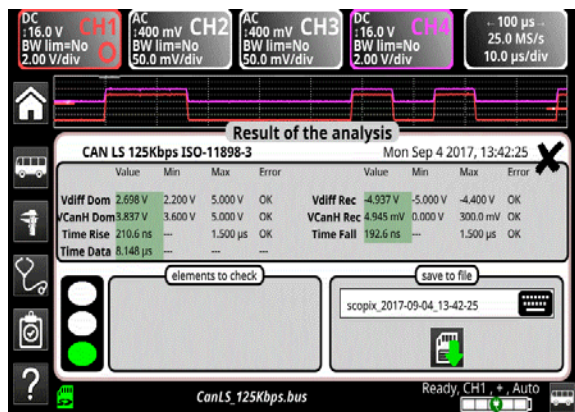 DC
:16.0 V CH1
BW lim=No
2.00 V/div
AC
:400 mV CH2
BW lim=No
50.0 mV/div
AC
:400 mV CH3
BW lim=No
50.0 mV/div
DC
:16.0 V CH4
BW lim=No
2.00 V/div
←100 µs→
25.0 MS/s
10.0 µs/div
Result of the analysis
CAN LS 125Kbps ISO-11898-3 Mon Sep 4 2017, 13:42:25
Value Min Max Error Value Min Max Error
Vdiff Dom 2.698 V 2.200 V 5.000 V OK Vdiff Rec -4.937 V -5.000 V -4.400 V OK
VCanH Dom 3.837 V 3.600 V 5.000 V OK VCanH Rec 4.945 mV 0.000 V 300.0 mV OK
Time Rise 210.6 ns --- 1.500 µs OK Time Fall 192.6 ns --- 1.500 µs OK
Time Data 8.148 µs --- --- ---
elements to check
save to file
scopix_2017-09-04_13-42-25
CanLS_125Kbps.bus
Ready, CH1 , + , Auto